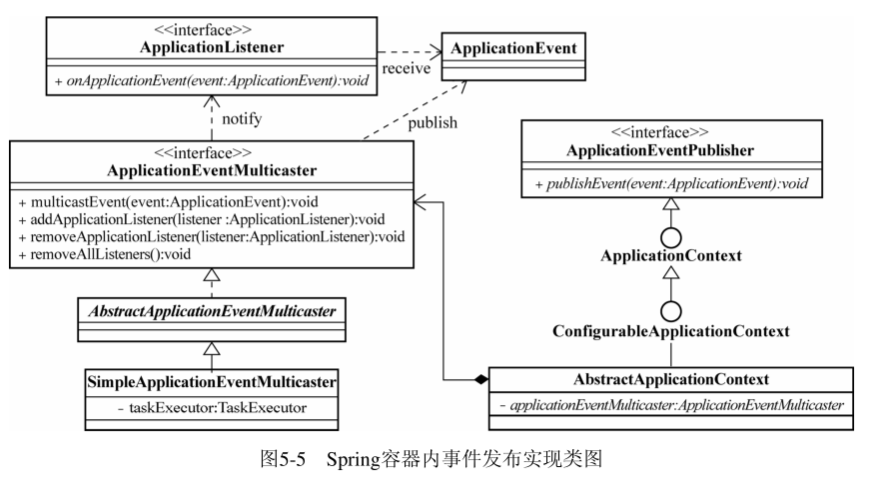 <<interface>>
ApplicationListener
+ onApplicationEvent(event:ApplicationEvent):void
receive
ApplicationEvent
notify
publish
<<interface>>
ApplicationEventMulticaster
+ multicastEvent(event:ApplicationEvent):void
+ addApplicationListener(listener :ApplicationListener):void
+ removeApplicationListener(listener:ApplicationListener):void
+ removeAllListeners():void
<<interface>>
ApplicationEventPublisher
+ publishEvent(event:ApplicationEvent):void
ApplicationContext
ConfigurableApplicationContext
AbstractApplicationEventMulticaster
SimpleApplicationEventMulticaster
- taskExecutor:TaskExecutor
AbstractApplicationContext
- applicationEventMulticaster:ApplicationEventMulticaster
图5-5 Spring容器内事件发布实现类图